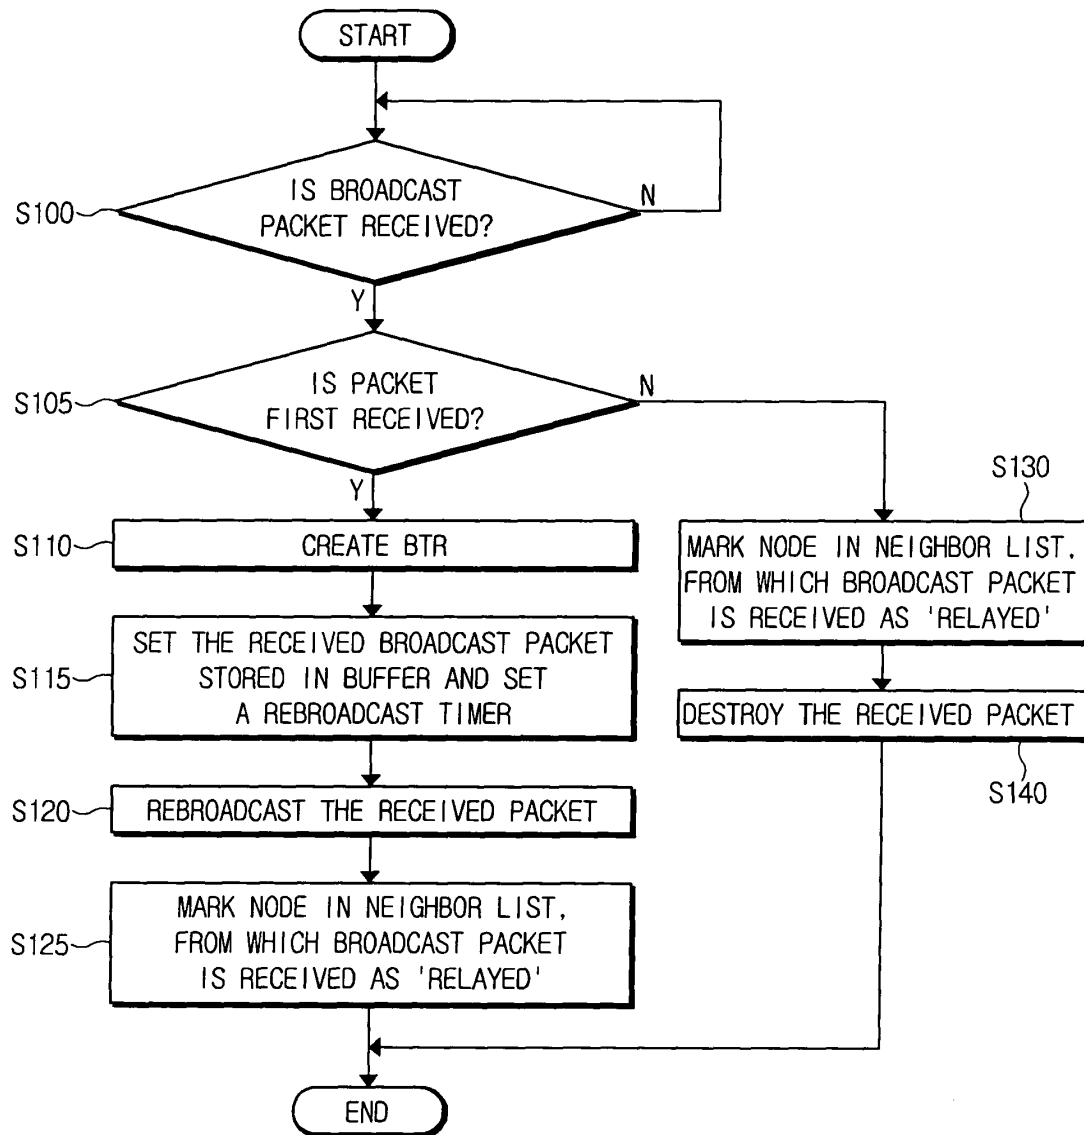 START
IS BROADCAST
PACKET RECEIVED?
N
S100
Y
IS PACKET
FIRST RECEIVED?
N
S105
Y
S110
CREATE BTR
SET THE RECEIVED BROADCAST PACKET
STORED IN BUFFER AND SET
A REBROADCAST TIMER
S115
S120
REBROADCAST THE RECEIVED PACKET
MARK NODE IN NEIGHBOR LIST,
FROM WHICH BROADCAST PACKET
IS RECEIVED AS 'RELAYED'
S125
S130
MARK NODE IN NEIGHBOR LIST,
FROM WHICH BROADCAST PACKET
IS RECEIVED AS 'RELAYED'
DESTROY THE RECEIVED PACKET
S140
END